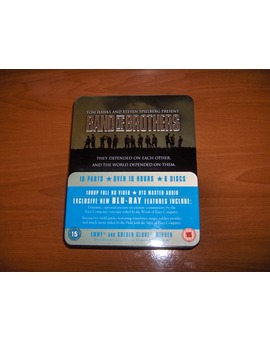 TOM HANKS AND STEVEN SPIELBERG PRESENT
BAND OF BROTHERS
THEY DEPENDED ON EACH OTHER,
AND THE WORLD DEPENDED ON THEM.
10 PARTS ★ OVER 10 HOURS ★ 6 DISCS
1080P FULL HD VIDEO ★ DTS MASTER AUDIO
EXCLUSIVE NEW BLU-RAY FEATURES INCLUDE:
EMMY® AND GOLDEN GLOBE® WINNER
15
15